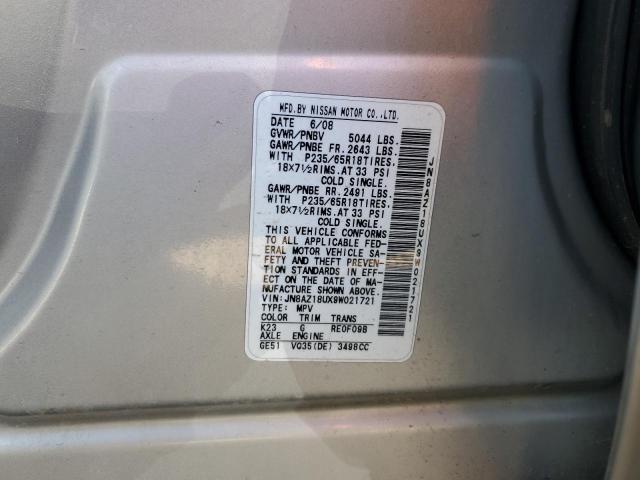 MFD.BY NISSAN MOTOR CO.,LTD.
DATE 6/08
GVWR/PNBV 5044 LBS.
GAWR/PNBE FR. 2643 LBS.
WITH P235/65R18TIRES.
18X7½RIMS.AT 33 PSI
COLD SINGLE.
GAWR/PNBE RR. 2491 LBS.
WITH P235/65R18TIRES.
18X7½RIMS.AT 33 PSI
COLD SINGLE.
THIS VEHICLE CONFORMS
TO ALL APPLICABLE FED-
ERAL MOTOR VEHICLE SA-
FETY AND THEFT PREVEN-
TION STANDARDS IN EFF-
ECT ON THE DATE OF MA-
NUFACTURE SHOWN ABOVE.
VIN:JN8AZ18UX9W021721
TYPE: MPV
COLOR TRIM TRANS
K23 G RE0F09B
AXLE ENGINE
GE51 VQ35(DE) 3498CC
JN8AZ18UX9W021721